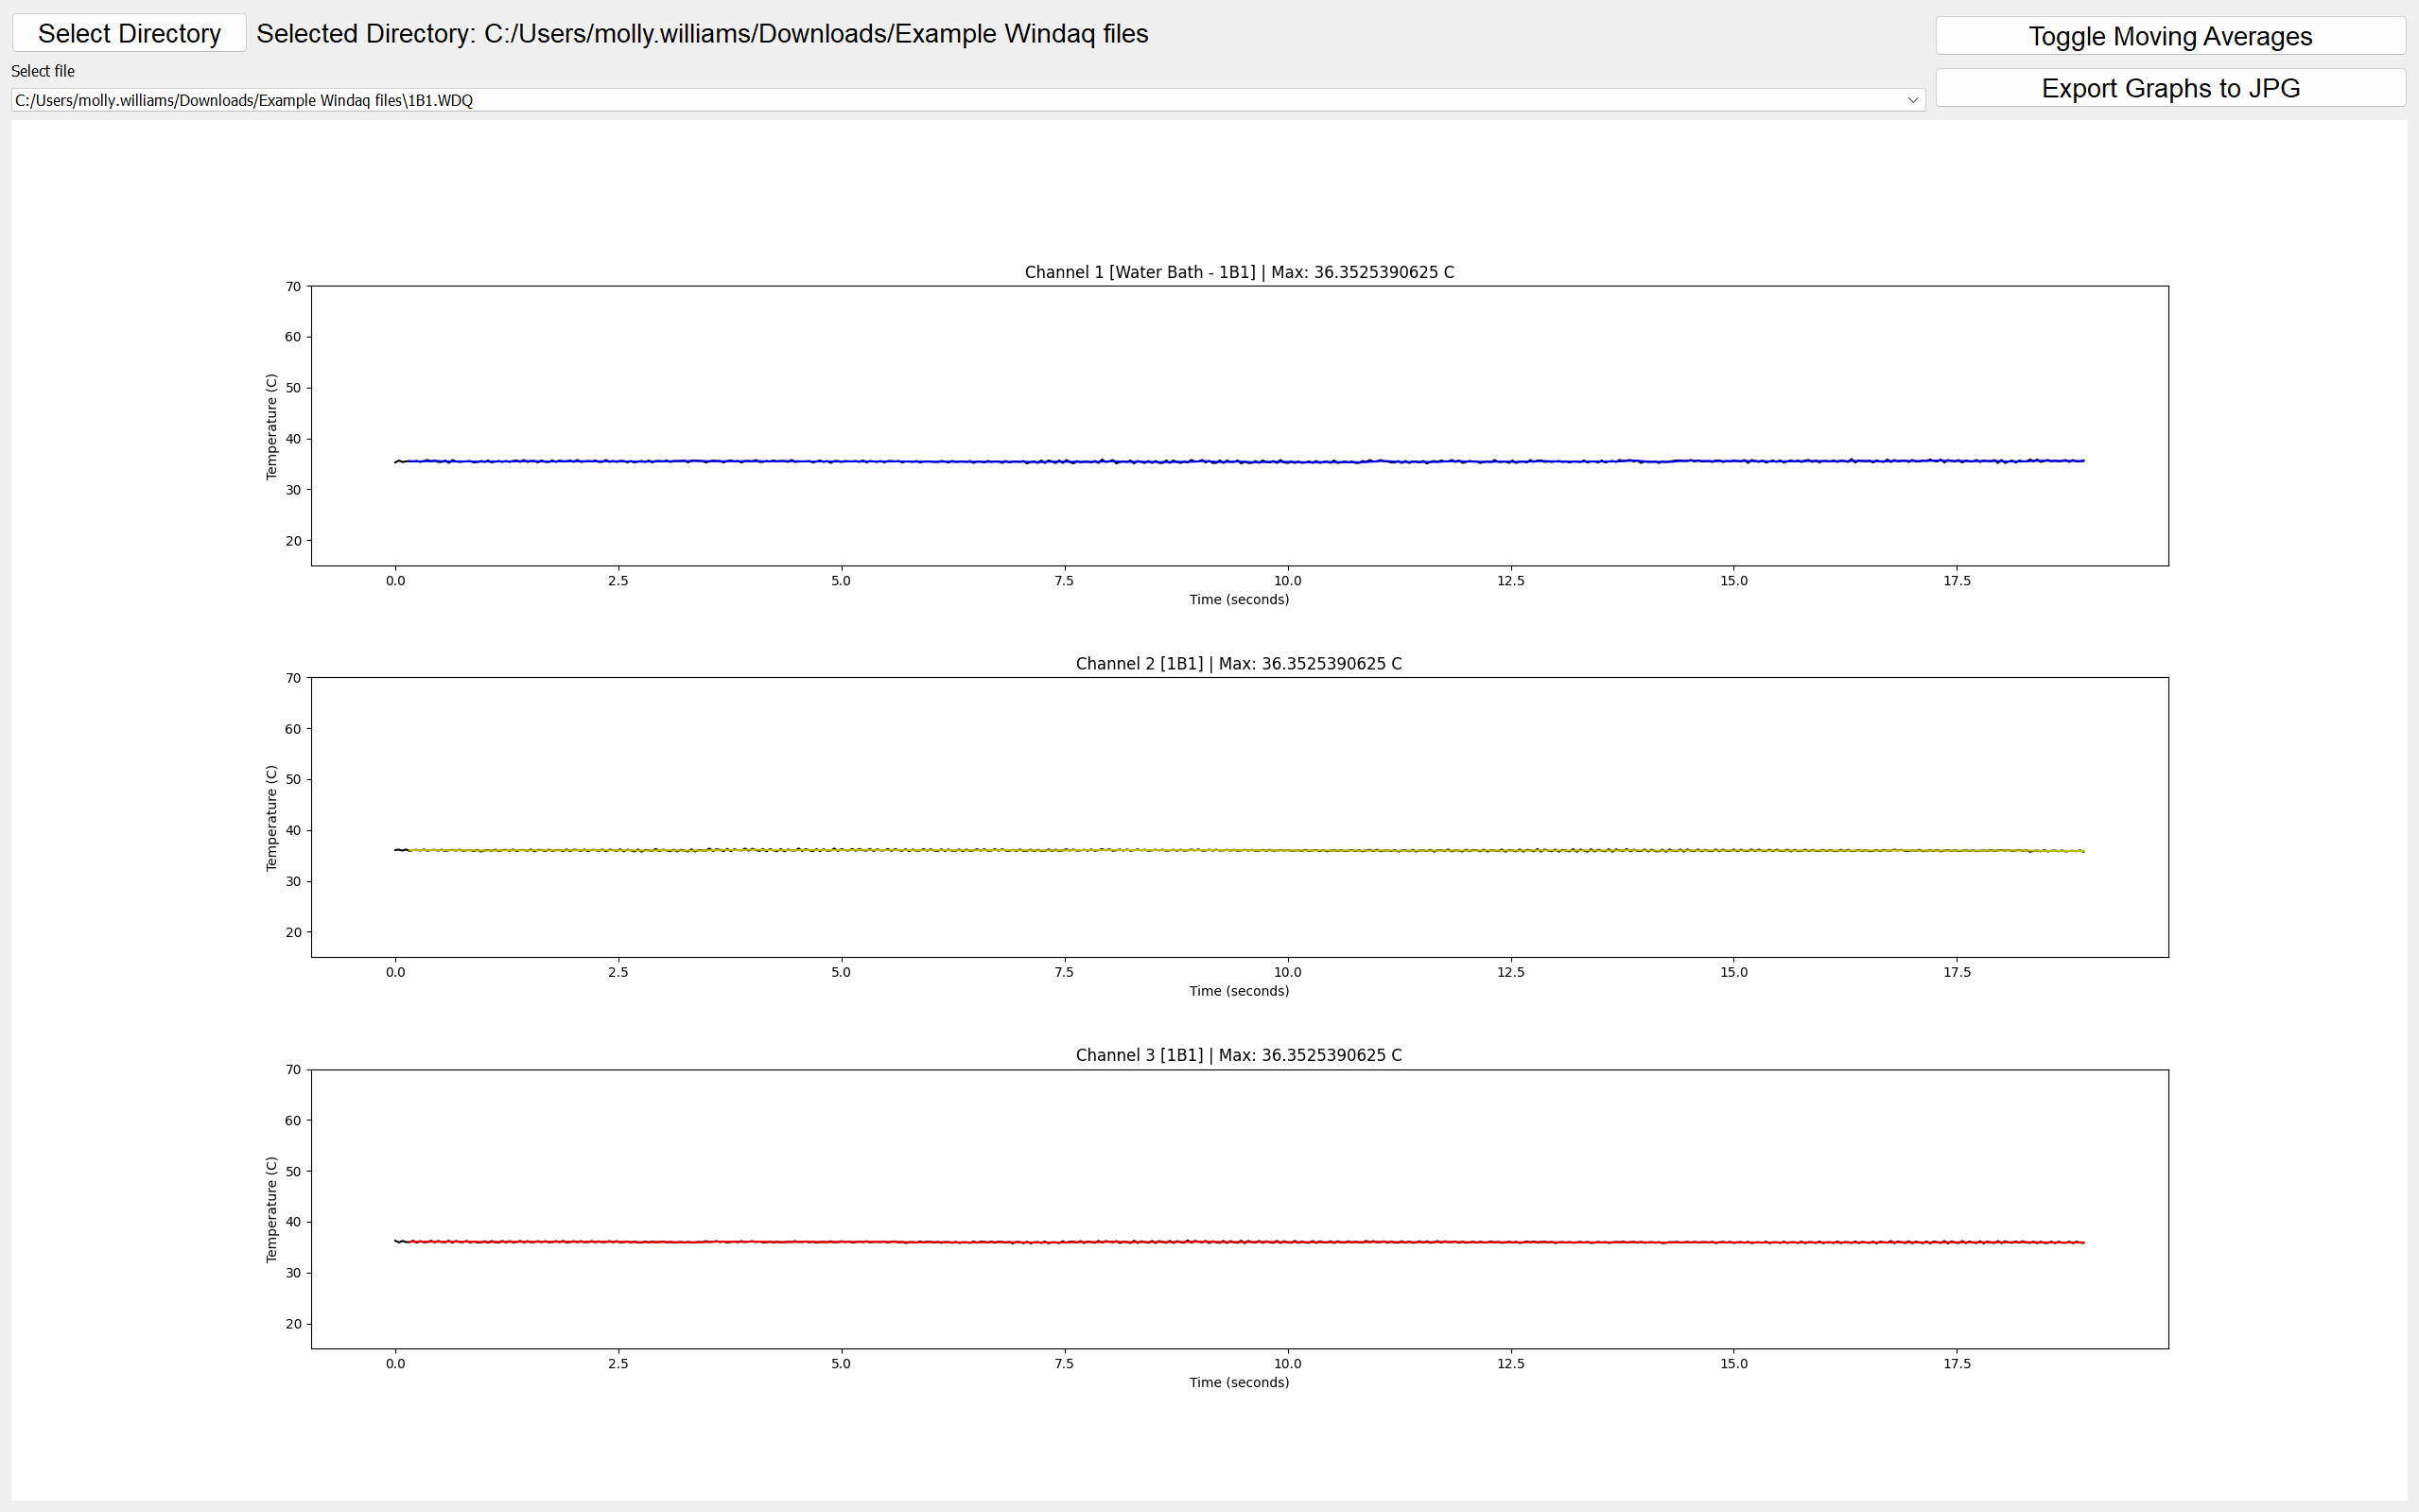 Select Directory Selected Directory: C:/Users/molly.williams/Downloads/Example Windaq files
Toggle Moving Averages
Select file
C:/Users/molly.williams/Downloads/Example Windaq files\1B1.WDQ
Export Graphs to JPG
Channel 1 [Water Bath - 1B1] | Max: 36.3525390625 C
70
60
50
40
30
20
Temperature (C)
0.0 2.5 5.0 7.5 10.0 12.5 15.0 17.5
Time (seconds)
Channel 2 [1B1] | Max: 36.3525390625 C
70
60
50
40
30
20
Temperature (C)
0.0 2.5 5.0 7.5 10.0 12.5 15.0 17.5
Time (seconds)
Channel 3 [1B1] | Max: 36.3525390625 C
70
60
50
40
30
20
Temperature (C)
0.0 2.5 5.0 7.5 10.0 12.5 15.0 17.5
Time (seconds)